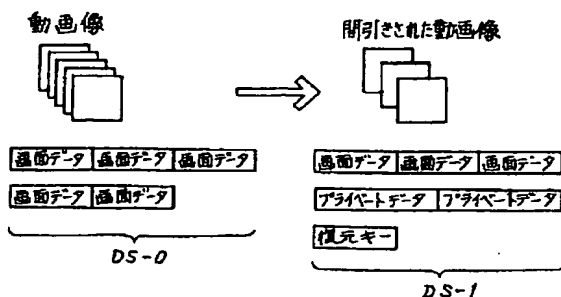 動画像
間引きされた動画像
画面データ 画面データ 画面データ
画面データ 画面データ
DS-0
画面データ 画面データ 画面データ
プライベートデータ プライベートデータ
復元キー
DS-1